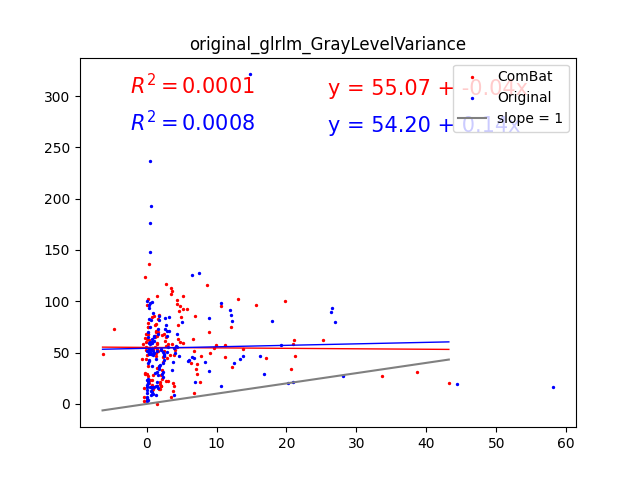 original_glrlm_GrayLevelVariance
R² = 0.0001
y = 55.07 + -0.04x
R² = 0.0008
y = 54.20 + 0.14x
ComBat
Original
slope = 1
300
250
200
150
100
50
0
0 10 20 30 40 50 60